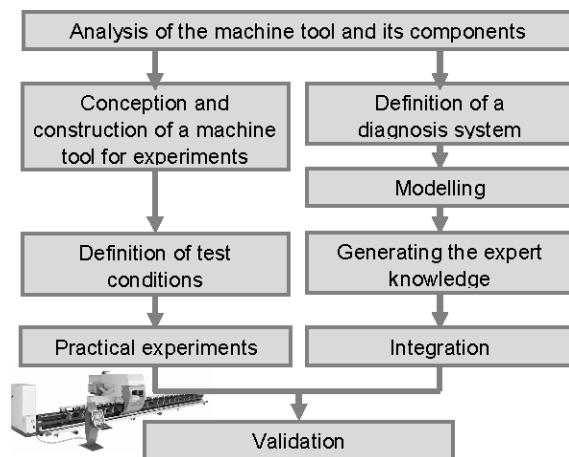 Analysis of the machine tool and its components
Conception and
construction of a machine
tool for experiments
Definition of a
diagnosis system
Modelling
Definition of test
conditions
Generating the expert
knowledge
Practical experiments
Integration
Validation